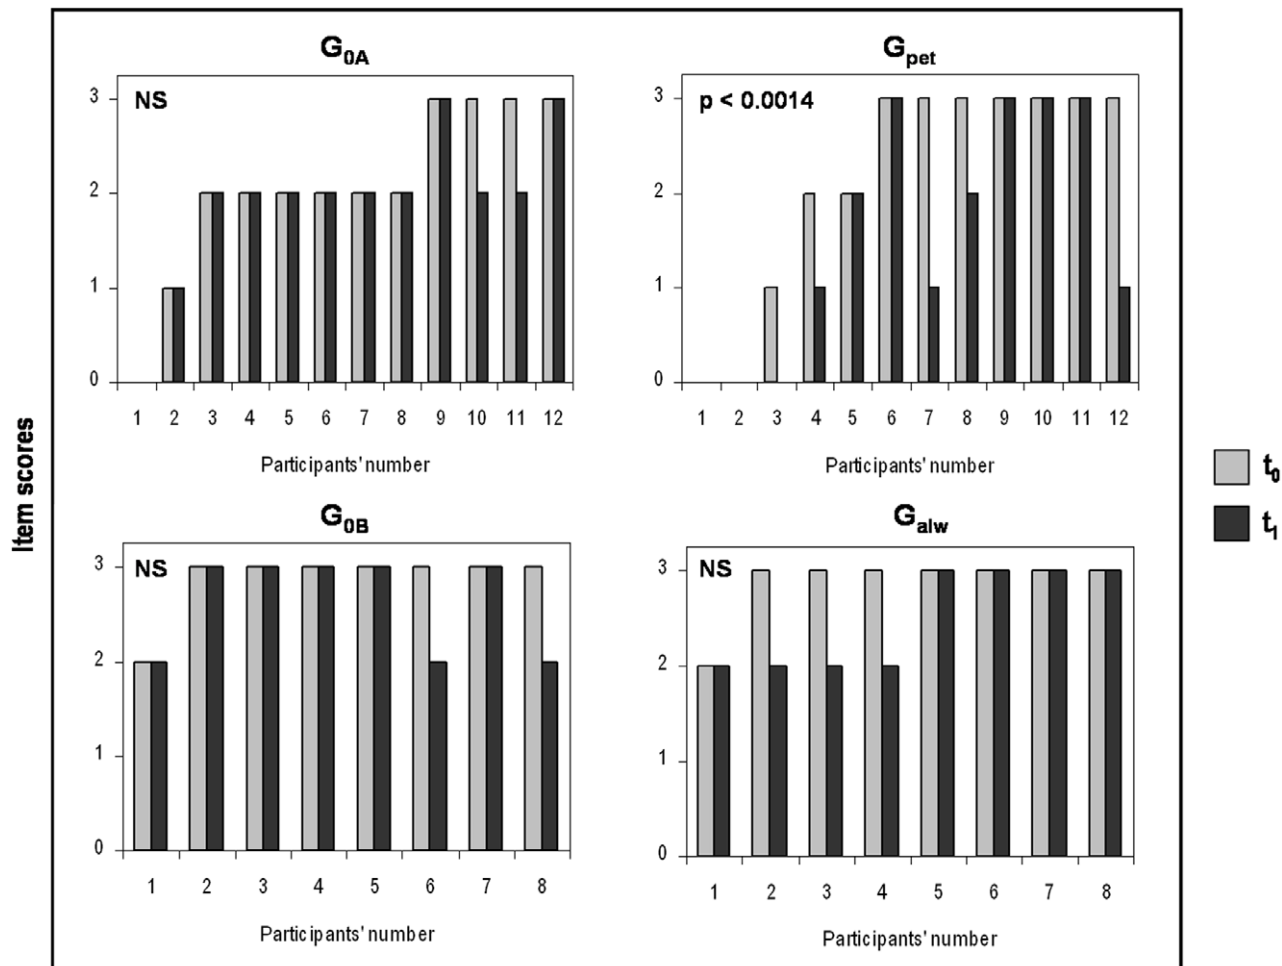 G0A
NS
3
2
1
0
1 2 3 4 5 6 7 8 9 10 11 12
Participants' number
Gpet
p < 0.0014
3
2
1
0
1 2 3 4 5 6 7 8 9 10 11 12
Participants' number
Item scores
G0B
NS
3
2
1
0
1 2 3 4 5 6 7 8
Participants' number
Galw
NS
3
2
1
0
1 2 3 4 5 6 7 8
Participants' number
t0
tI